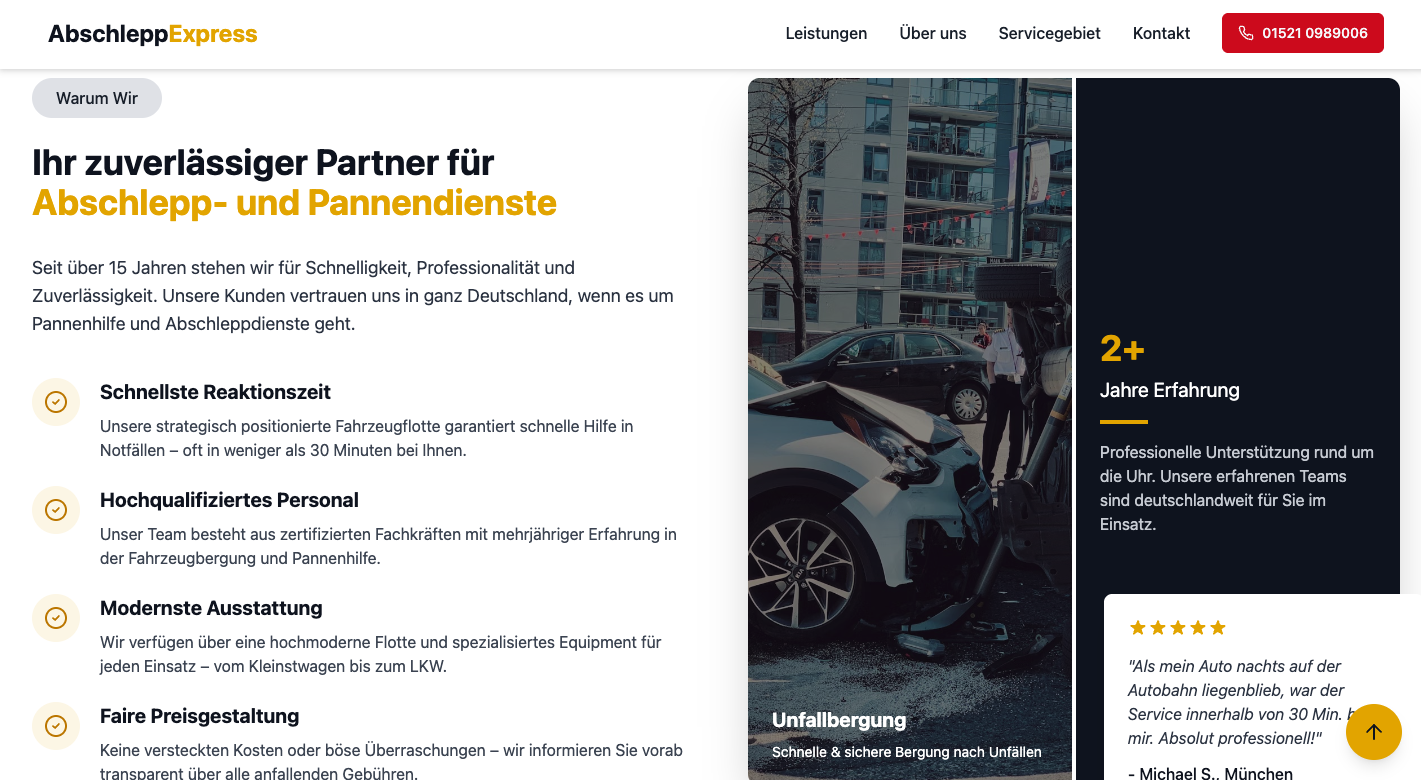 AbschleppExpress
Leistungen
Über uns
Servicegebiet
Kontakt
01521 0989006
Warum Wir
Ihr zuverlässiger Partner für
Abschlepp- und Pannendienste
Seit über 15 Jahren stehen wir für Schnelligkeit, Professionalität und
Zuverlässigkeit. Unsere Kunden vertrauen uns in ganz Deutschland, wenn es um
Pannenhilfe und Abschleppdienste geht.
Schnellste Reaktionszeit
Unsere strategisch positionierte Fahrzeugflotte garantiert schnelle Hilfe in
Notfällen – oft in weniger als 30 Minuten bei Ihnen.
Hochqualifiziertes Personal
Unser Team besteht aus zertifizierten Fachkräften mit mehrjähriger Erfahrung in
der Fahrzeugbergung und Pannenhilfe.
Modernste Ausstattung
Wir verfügen über eine hochmoderne Flotte und spezialisiertes Equipment für
jeden Einsatz – vom Kleinstwagen bis zum LKW.
Faire Preisgestaltung
Keine versteckten Kosten oder böse Überraschungen – wir informieren Sie vorab
transparent über alle anfallenden Gebühren.
Unfallbergung
Schnelle & sichere Bergung nach Unfällen
2+
Jahre Erfahrung
Professionelle Unterstützung rund um
die Uhr. Unsere erfahrenen Teams
sind deutschlandweit für Sie im
Einsatz.
"Als mein Auto nachts auf der
Autobahn liegenblieb, war der
Service innerhalb von 30 Min.
mir. Absolut professionell!"
- Michael S., München